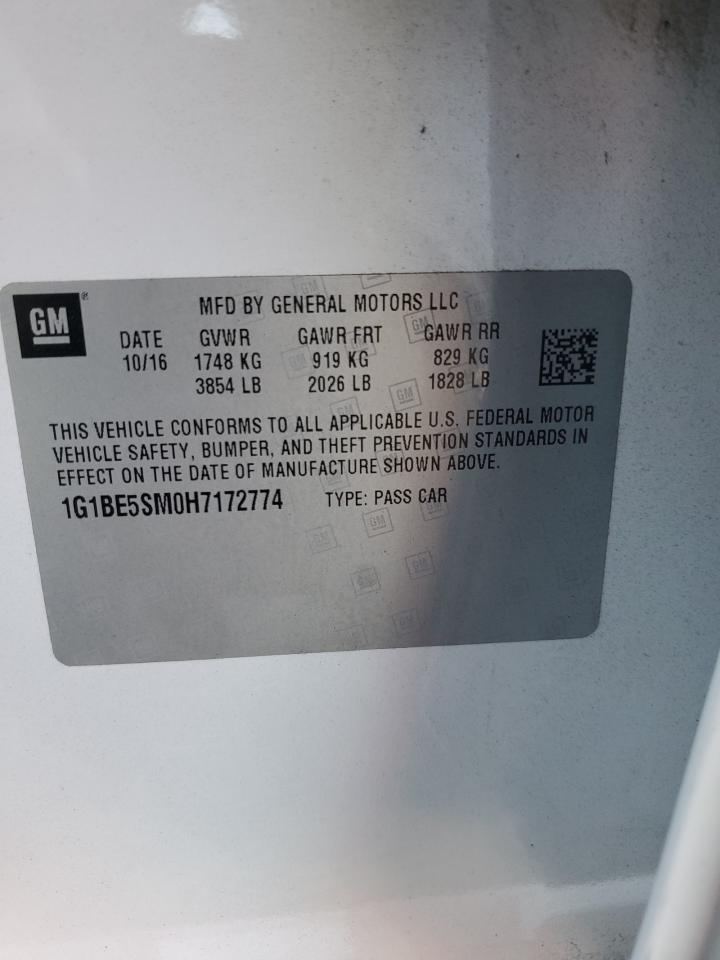 GM® MFD BY GENERAL MOTORS LLC
DATE GVWR GAWR FRT GAWR RR
10/16 1748 KG 919 KG 829 KG
3854 LB 2026 LB 1828 LB
THIS VEHICLE CONFORMS TO ALL APPLICABLE U.S. FEDERAL MOTOR
VEHICLE SAFETY, BUMPER, AND THEFT PREVENTION STANDARDS IN
EFFECT ON THE DATE OF MANUFACTURE SHOWN ABOVE.
1G1BE5SM0H7172774 TYPE: PASS CAR